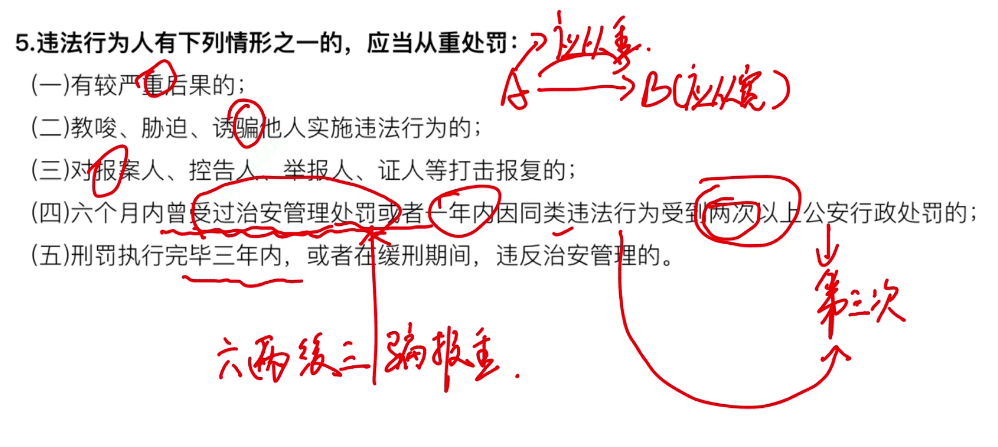 5.违法行为人有下列情形之一的，应当从重处罚：
应从重.
A B(应从宽)
(一)有较严重后果的；
(二)教唆、胁迫、诱骗他人实施违法行为的；
(三)对报案人、控告人、举报人、证人等打击报复的；
(四)六个月内曾受过治安管理处罚或者一年内因同类违法行为受到两次以上公安行政处罚的；
(五)刑罚执行完毕三年内，或者在缓刑期间，违反治安管理的。
第三次
六两缓三骗报重.